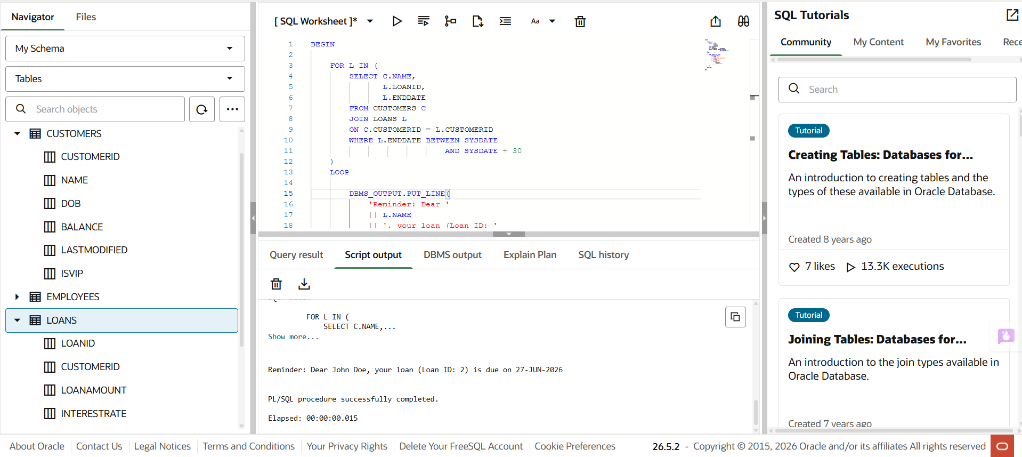 Navigator
Files
My Schema
Tables
Search objects
CUSTOMERS
CUSTOMERID
NAME
DOB
BALANCE
LASTMODIFIED
ISVIP
EMPLOYEES
LOANS
LOANID
CUSTOMERID
LOANAMOUNT
INTERESTRATE
[ SQL Worksheet ]*
Aa
1 BEGIN
2
3 FOR L IN (
4 SELECT C.NAME,
5 L.LOANID,
6 L.ENDDATE
7 FROM CUSTOMERS C
8 JOIN LOANS L
9 ON C.CUSTOMERID = L.CUSTOMERID
10 WHERE L.ENDDATE BETWEEN SYSDATE
11 AND SYSDATE + 30
12 )
13 LOOP
14
15 DBMS_OUTPUT.PUT_LINE(
16 'Reminder: Dear '
17 || L.NAME
18 || ', your loan (Loan ID: '
Query result
Script output
DBMS output
Explain Plan
SQL history
FOR L IN (
SELECT C.NAME,...
Show more...
Reminder: Dear John Doe, your loan (Loan ID: 2) is due on 27-JUN-2026
PL/SQL procedure successfully completed.
Elapsed: 00:00:00.015
SQL Tutorials
Community
My Content
My Favorites
Rece
Search
Tutorial
Creating Tables: Databases for...
An introduction to creating tables and the
types of these available in Oracle Database.
Created 8 years ago
7 likes
13.3K executions
Tutorial
Joining Tables: Databases for...
An introduction to the join types available in
Oracle Database.
Created 7 years ago
About Oracle
Contact Us
Legal Notices
Terms and Conditions
Your Privacy Rights
Delete Your FreeSQL Account
Cookie Preferences
26.5.2 - Copyright © 2015, 2026 Oracle and/or its affiliates All rights reserved